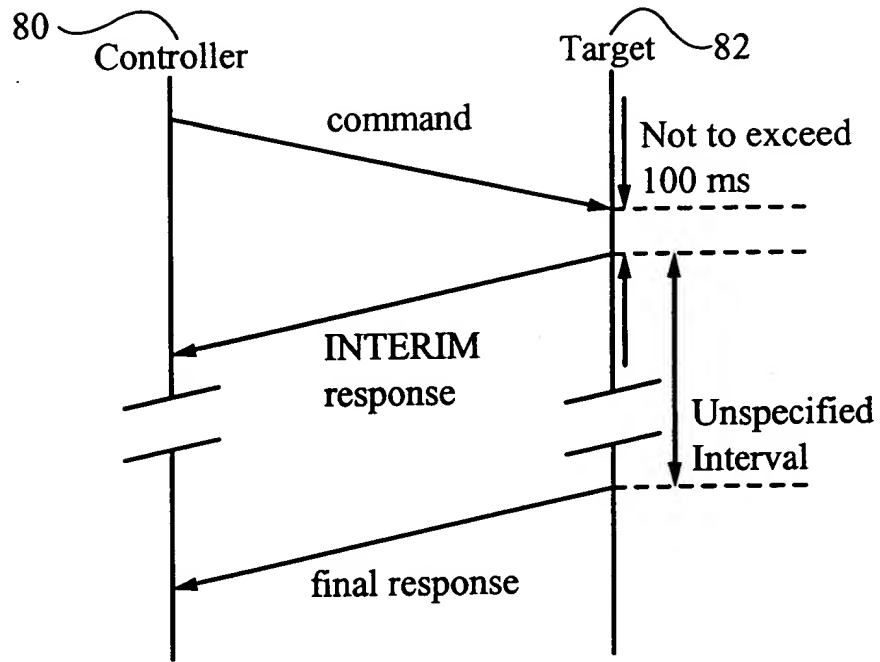 80
Controller
Target
82
command
Not to exceed
100 ms
INTERIM
response
Unspecified
Interval
final response